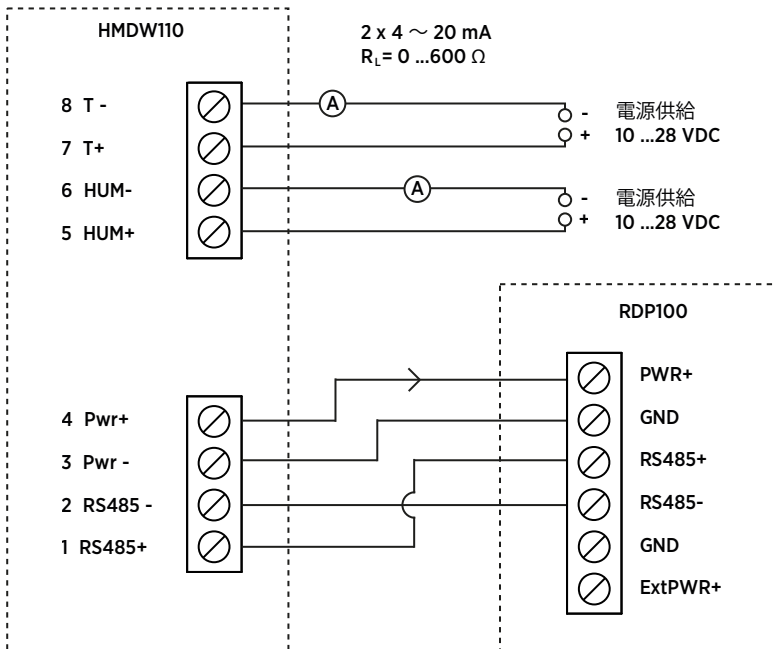 HMDW110
2 x 4 ～ 20 mA
RL= 0 ...600 Ω
8 T -
7 T+
6 HUM-
5 HUM+
A
- 電源供給
+ 10 ...28 VDC
A
- 電源供給
+ 10 ...28 VDC
RDP100
4 Pwr+
3 Pwr -
2 RS485 -
1 RS485+
PWR+
GND
RS485+
RS485-
GND
ExtPWR+